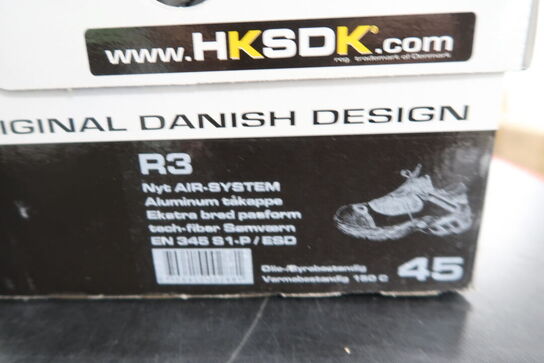 www.HKSDK.com
reg. trademark of Denmark
IGINAL DANISH DESIGN
R3
Nyt AIR-SYSTEM
Aluminum tåkappe
Ekstra bred pasform
tech-fiber Sømværn
EN 345 S1-P / ESD
Olie-/Syrebestandig
Varmebestandig 150 C
45